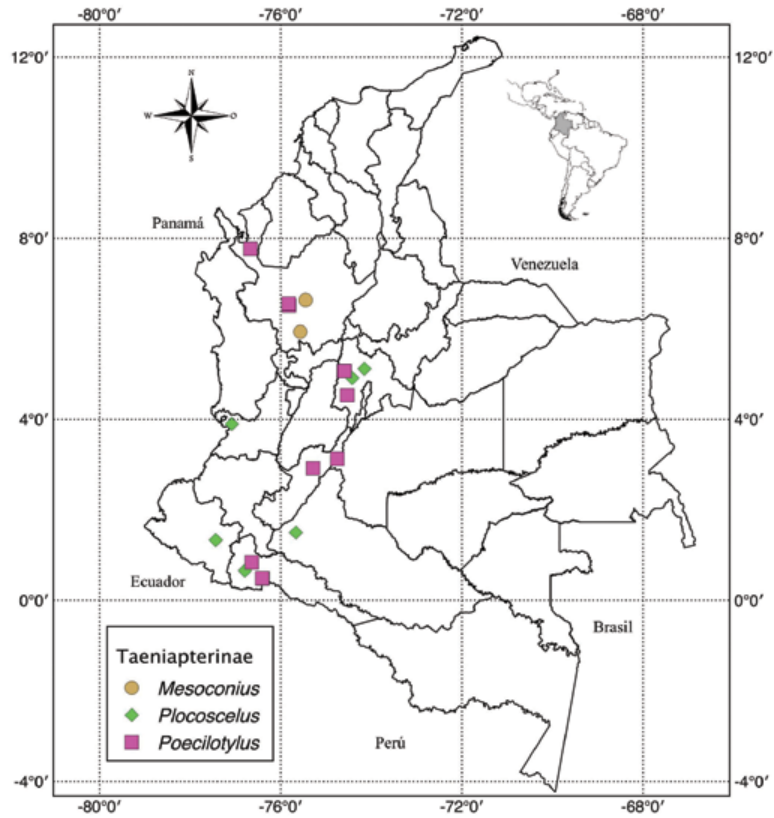 -80°0′ -76°0′ -72°0′ -68°0′
12°0′ 12°0′
N
W O
S
Panamá
8°0′ 8°0′
Venezuela
4°0′ 4°0′
Ecuador
0°0′ 0°0′
Brasil
Taeniapterinae
Mesoconius
Plocoscelus
Poecilotylus
Perú
-4°0′ -4°0′
-80°0′ -76°0′ -72°0′ -68°0′